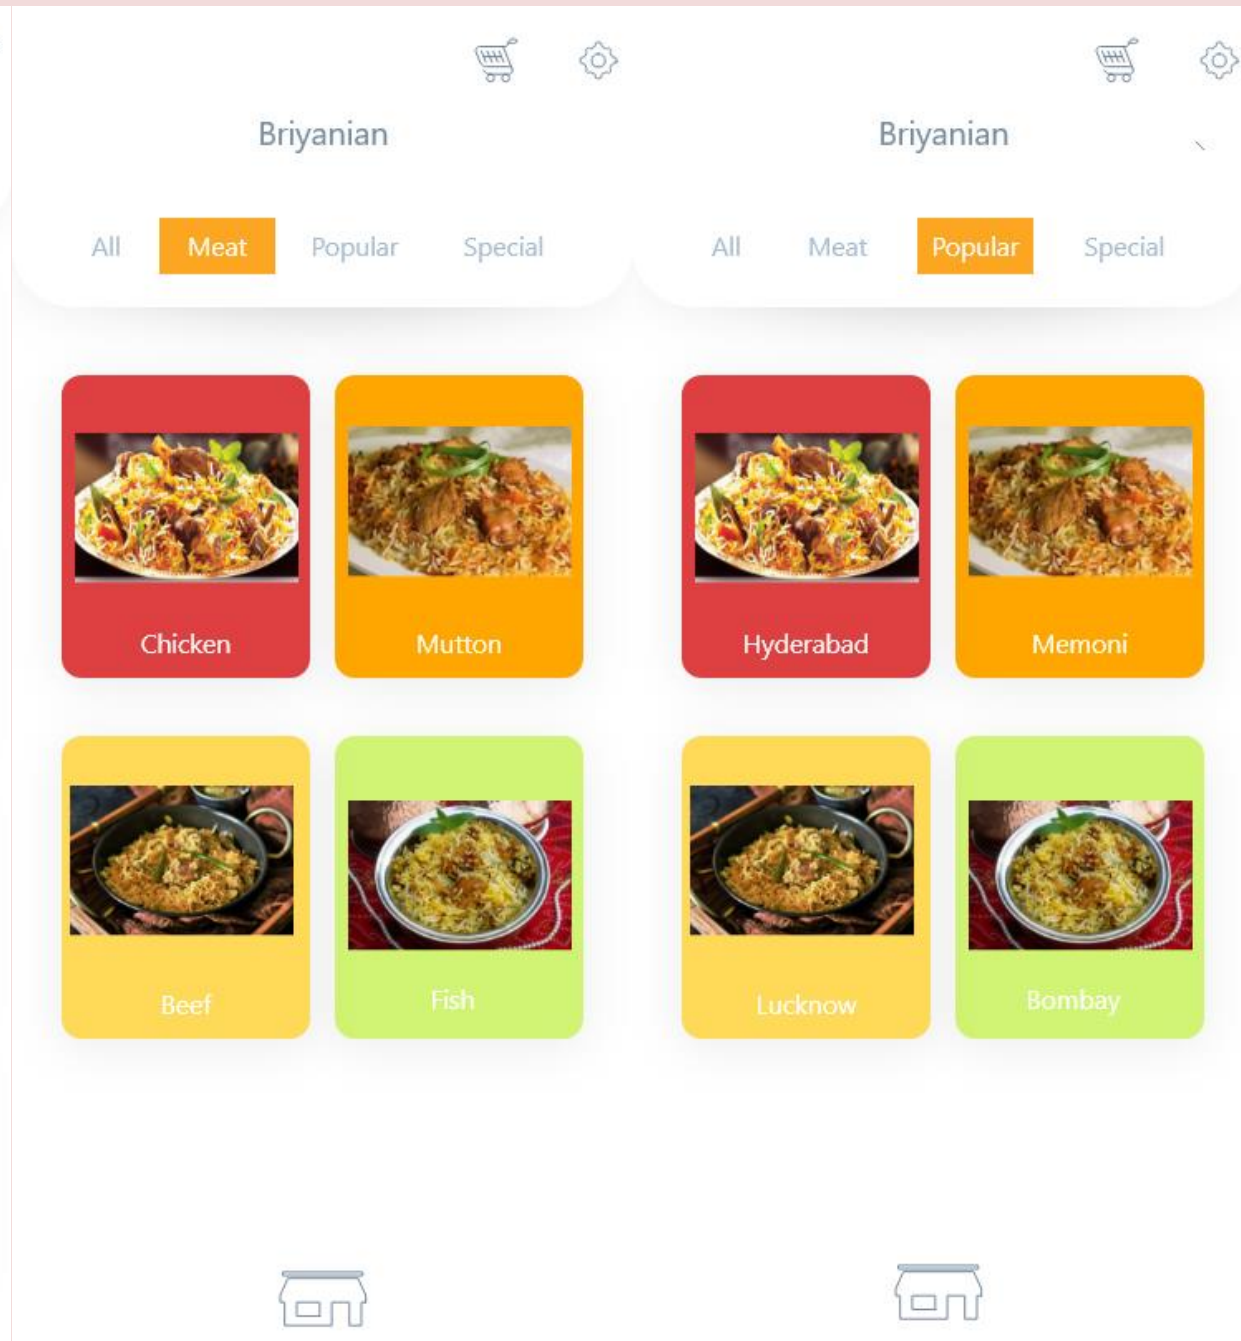 Briyanian
All Meat Popular Special
Chicken Mutton
Beef Fish
Briyanian
All Meat Popular Special
Hyderabad Memoni
Lucknow Bombay